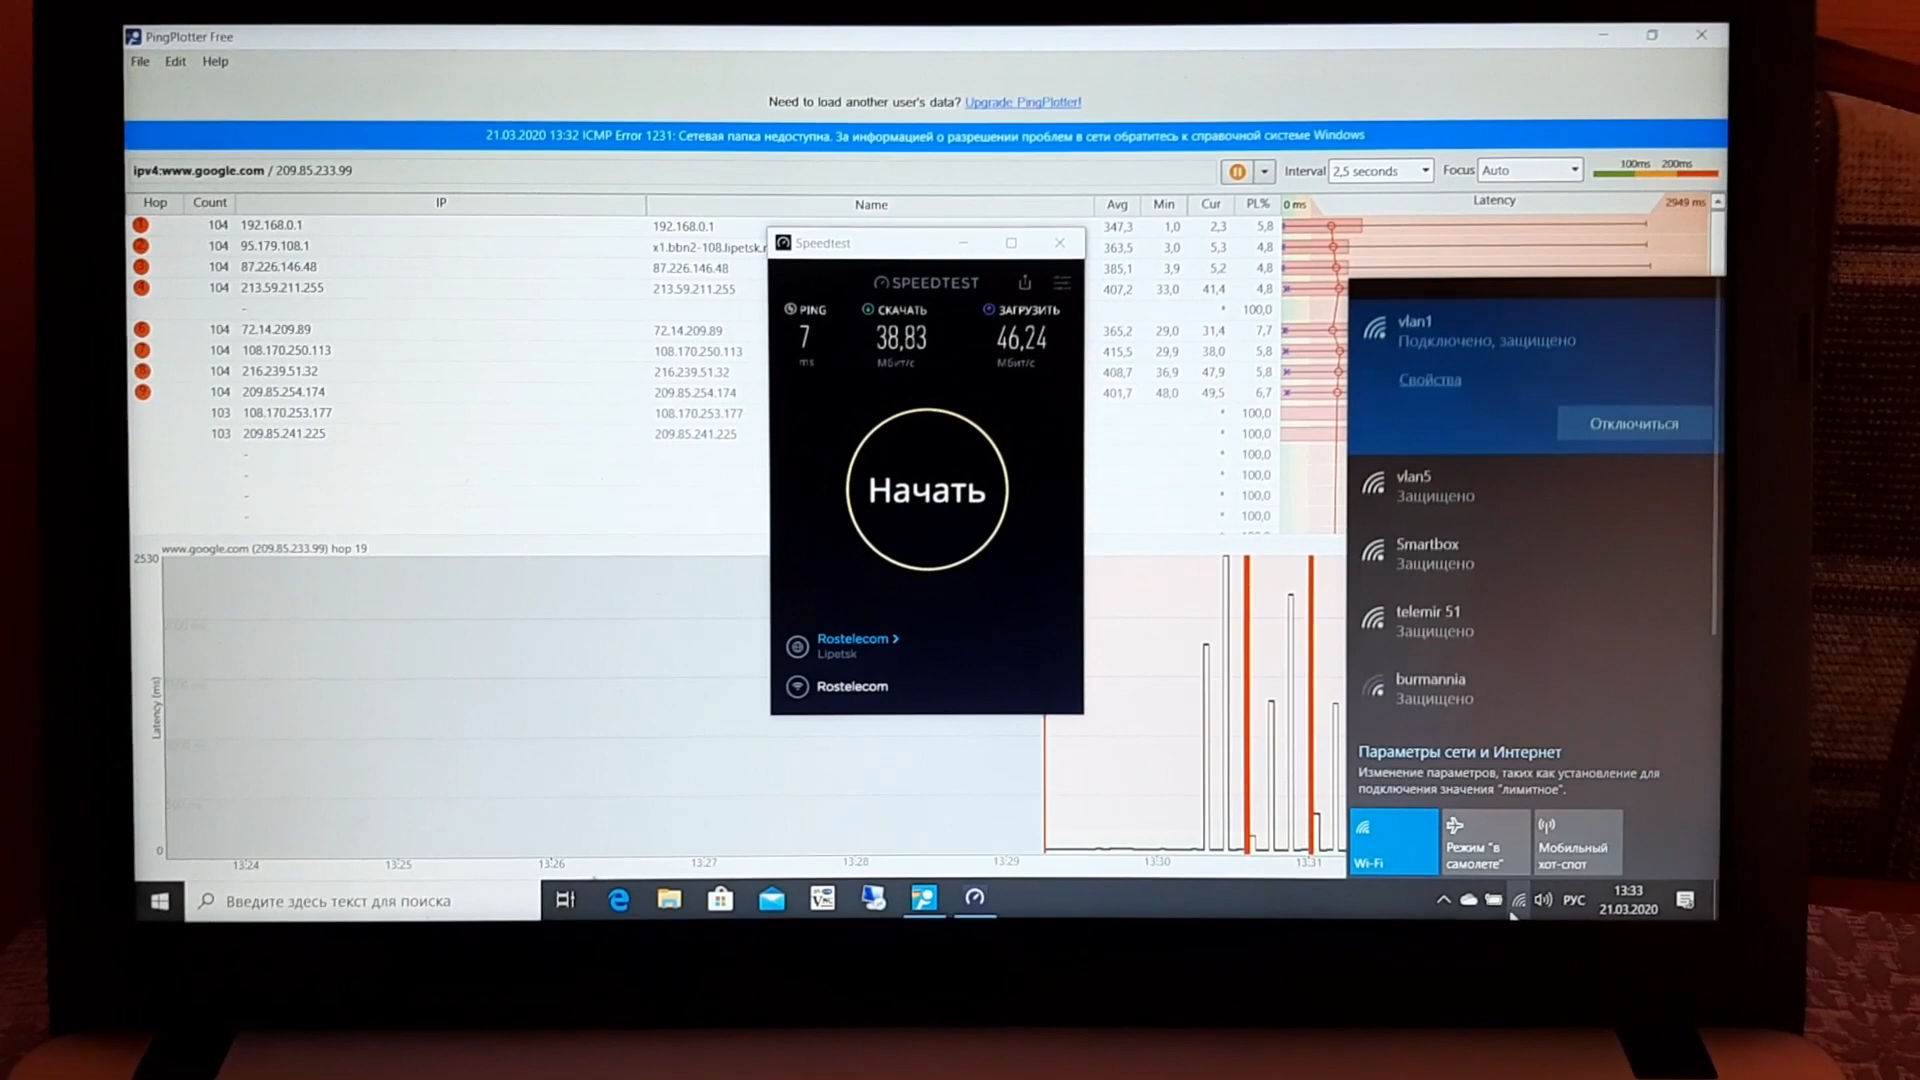 PingPlotter Free
File Edit Help
Need to load another user's data? Upgrade PingPlotter!
21.03.2020 13:32 ICMP Error 1231: Сетевая папка недоступна. За информацией о разрешении проблем в сети обратитесь к справочной системе Windows
ipv4:www.google.com / 209.85.233.99
Interval 2,5 seconds Focus Auto 100ms 200ms
Hop Count IP Name Avg Min Cur PL% 0 ms Latency 2949 ms
1 104 192.168.0.1 192.168.0.1 347,3 1,0 2,3 5,8
2 104 95.179.108.1 x1.bbn2-108.lipetsk.r 363,5 3,0 5,3 4,8
3 104 87.226.146.48 87.226.146.48 385,1 3,9 5,2 4,8
4 104 213.59.211.255 213.59.211.255 407,2 33,0 41,4 4,8
- * 100,0
6 104 72.14.209.89 72.14.209.89 365,2 29,0 31,4 7,7
7 104 108.170.250.113 108.170.250.113 415,5 29,9 38,0 5,8
8 104 216.239.51.32 216.239.51.32 408,7 36,9 47,9 5,8
9 104 209.85.254.174 209.85.254.174 401,7 48,0 49,5 6,7
103 108.170.253.177 108.170.253.177 * 100,0
103 209.85.241.225 209.85.241.225 * 100,0
- * 100,0
- * 100,0
- * 100,0
- * 100,0
www.google.com (209.85.233.99) hop 19
2530
Latency (ms)
0
13:24 13:25 13:26 13:27 13:28 13:29 13:30 13:31
Speedtest
SPEEDTEST
PING СКАЧАТЬ ЗАГРУЗИТЬ
7 38,83 46,24
ms Мбит/с Мбит/с
Начать
Rostelecom >
Lipetsk
Rostelecom
vlan1
Подключено, защищено
Свойства
Отключиться
vlan5
Защищено
Smartbox
Защищено
telemir 51
Защищено
burmannia
Защищено
Параметры сети и Интернет
Изменение параметров, таких как установление для
подключения значения "лимитное".
Wi-Fi
Режим "в
самолете"
Мобильный
хот-спот
Введите здесь текст для поиска
РУС
13:33
21.03.2020